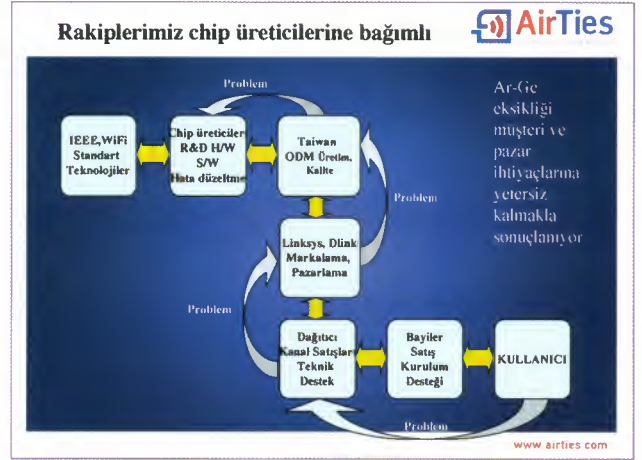 Rakiplerimiz chip üreticilerine bağımlı
AirTies
Problem
IEEE,WiFi
Standart
Teknolojiler
Chip üreticiler
R&D H/W
S/W
Hata düzeltme
Taiwan
ODM Üretim,
Kalite
Ar-Ge
eksikliği
müşteri ve
pazar
ihtiyaçlarına
yetersiz
kalmakla
sonuçlanıyor
Problem
Linksys, Dlink
Markalama,
Pazarlama
Problem
Dağıtıcı
Kanal Satışları
Teknik
Destek
Bayiler
Satış
Kurulum
Desteği
KULLANICI
Problem
www airties com